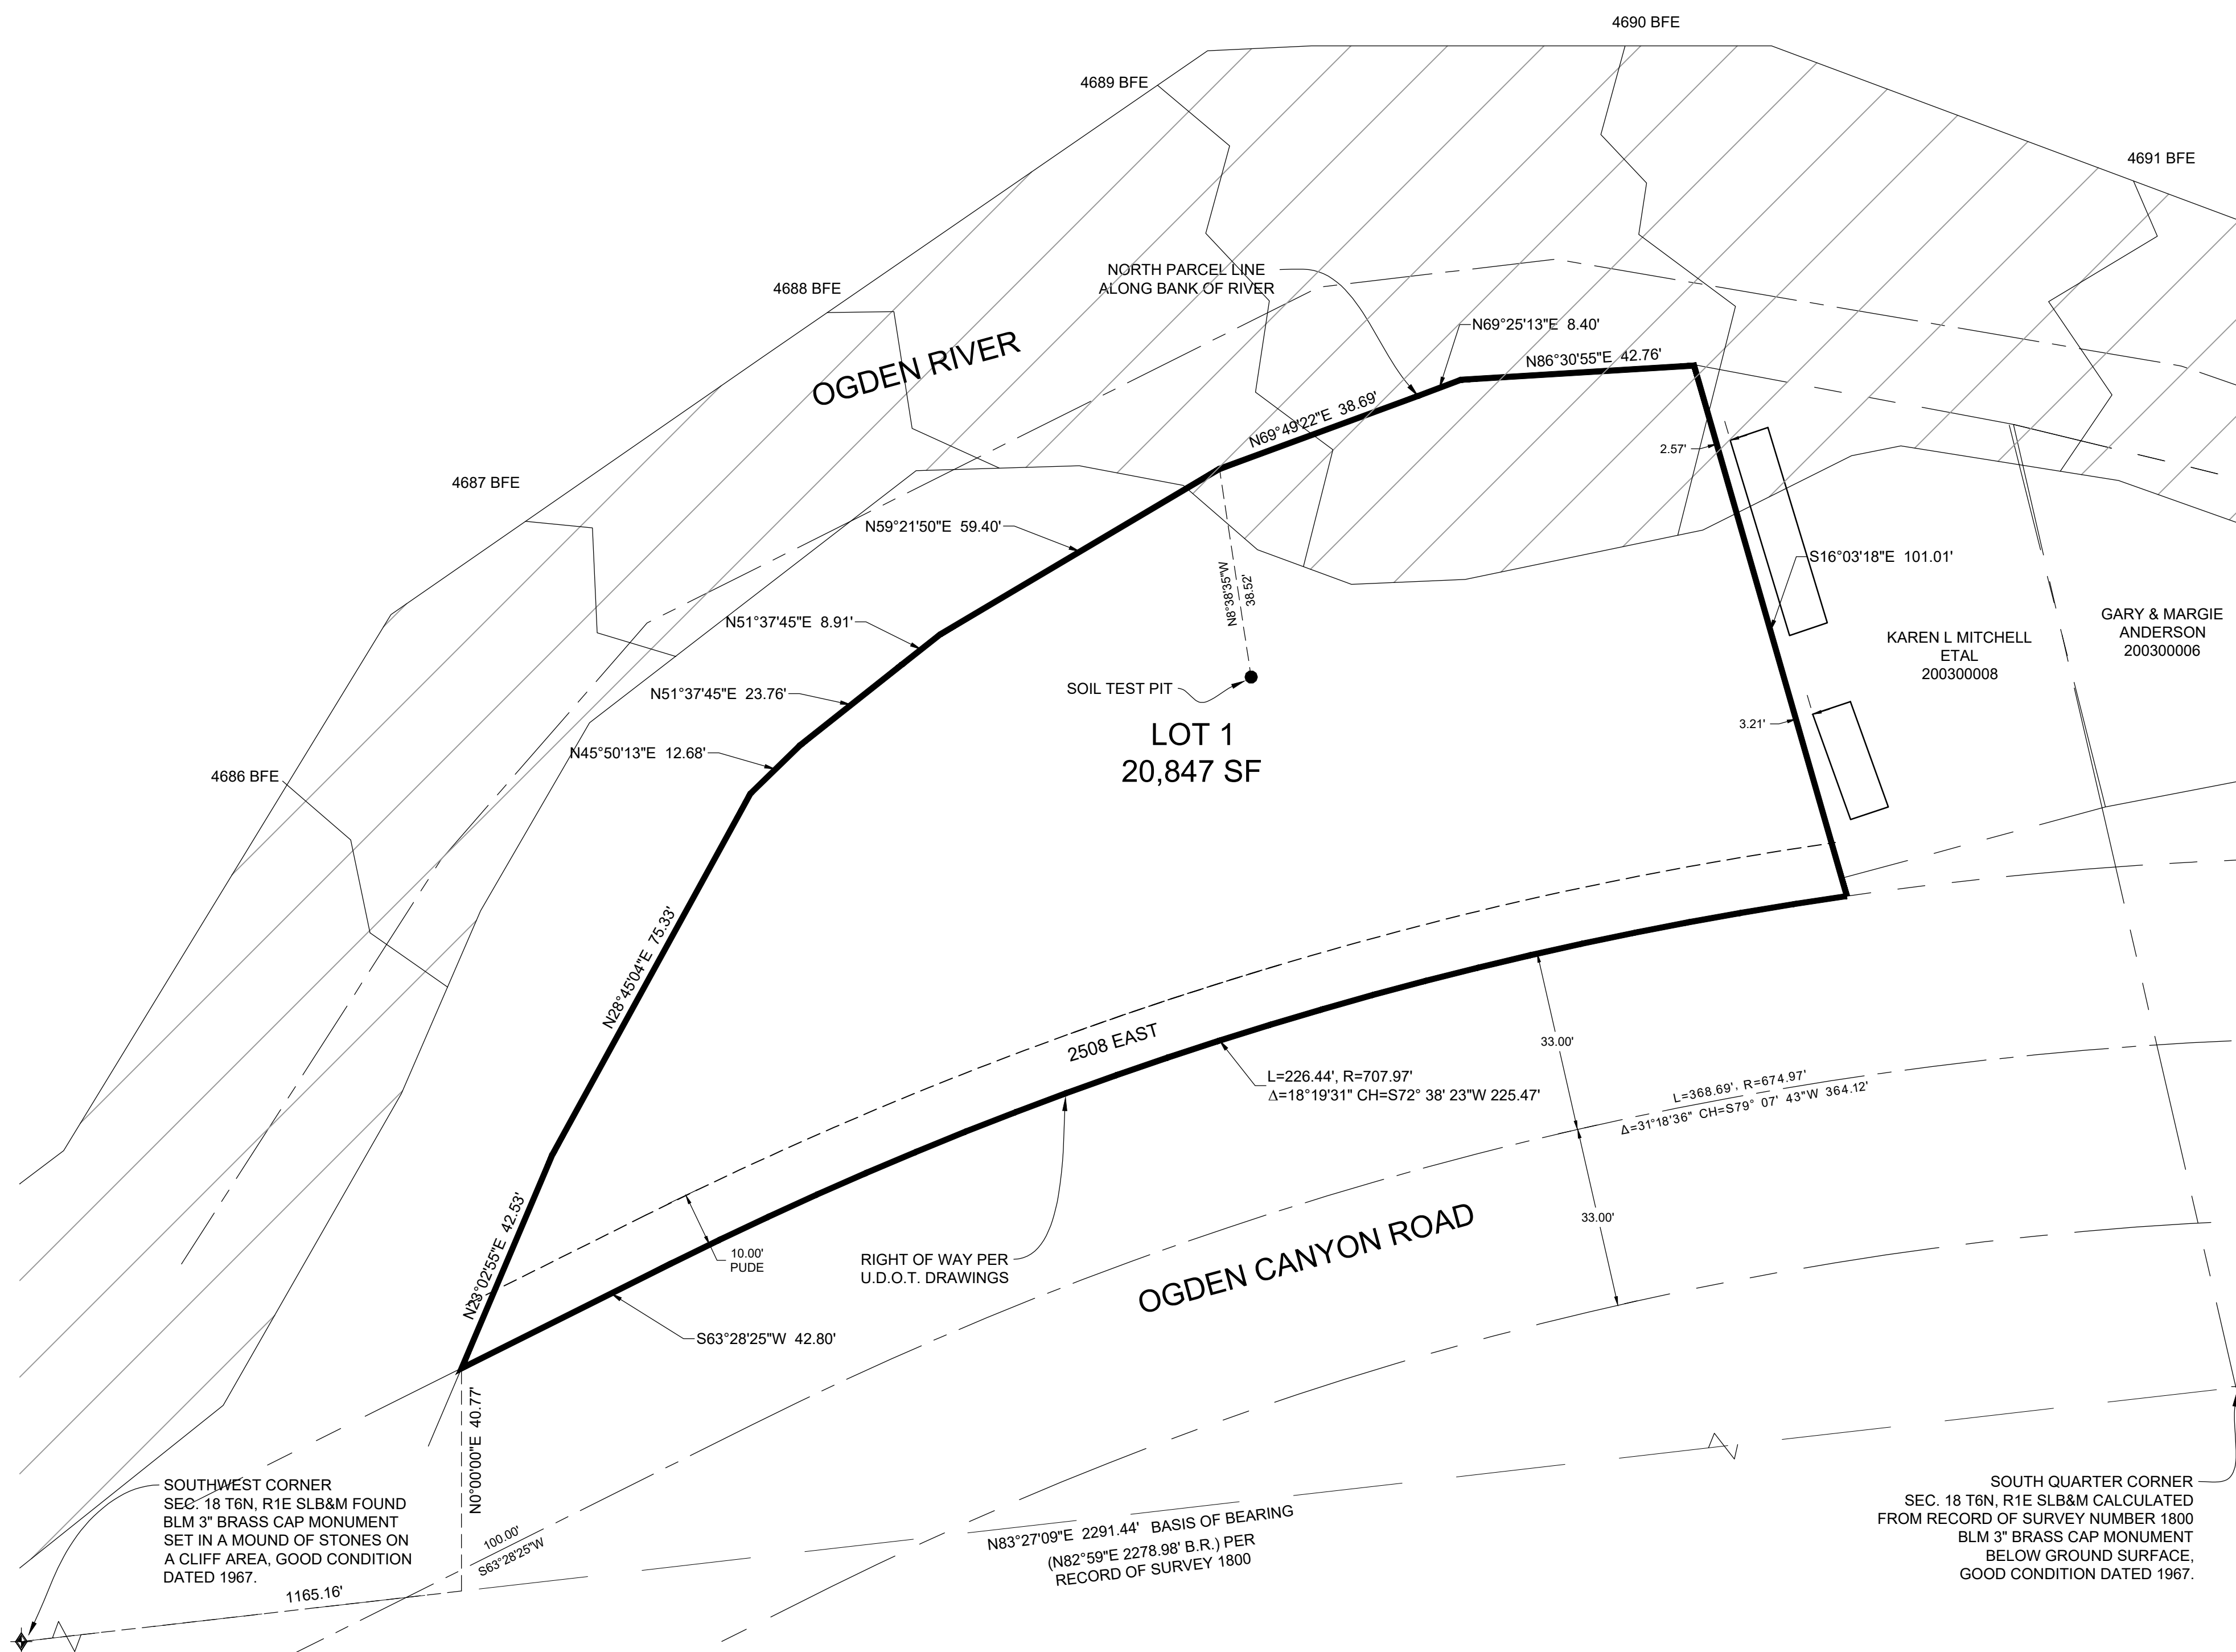 4690 BFE
4689 BFE
4691 BFE
NORTH PARCEL LINE
ALONG BANK OF RIVER
4688 BFE
N69°25'13"E 8.40'
OGDEN RIVER
N86°30'55"E 42.76'
N69°49'22"E 38.69'
2.57'
4687 BFE
N59°21'50"E 59.40'
S16°03'18"E 101.01'
N8°38'35"W
38.52'
N51°37'45"E 8.91'
GARY & MARGIE
ANDERSON
200300006
KAREN L MITCHELL
ETAL
200300008
SOIL TEST PIT
N51°37'45"E 23.76'
LOT 1
20,847 SF
3.21'
N45°50'13"E 12.68'
4686 BFE
N28°45'04"E 75.33'
2508 EAST
33.00'
L=226.44', R=707.97'
Δ=18°19'31" CH=S72° 38' 23"W 225.47'
L=368.69', R=674.97'
Δ=31°18'36" CH=S79° 07' 43"W 364.12'
N23°02'55"E 42.53'
33.00'
10.00'
PUDE
RIGHT OF WAY PER
U.D.O.T. DRAWINGS
OGDEN CANYON ROAD
S63°28'25"W 42.80'
N0°00'00"E 40.77'
SOUTHWEST CORNER
SEC. 18 T6N, R1E SLB&M FOUND
BLM 3" BRASS CAP MONUMENT
SET IN A MOUND OF STONES ON
A CLIFF AREA, GOOD CONDITION
DATED 1967.
100.00'
S63°28'25"W
N83°27'09"E 2291.44' BASIS OF BEARING
(N82°59"E 2278.98' B.R.) PER
RECORD OF SURVEY 1800
SOUTH QUARTER CORNER
SEC. 18 T6N, R1E SLB&M CALCULATED
FROM RECORD OF SURVEY NUMBER 1800
BLM 3" BRASS CAP MONUMENT
BELOW GROUND SURFACE,
GOOD CONDITION DATED 1967.
1165.16'